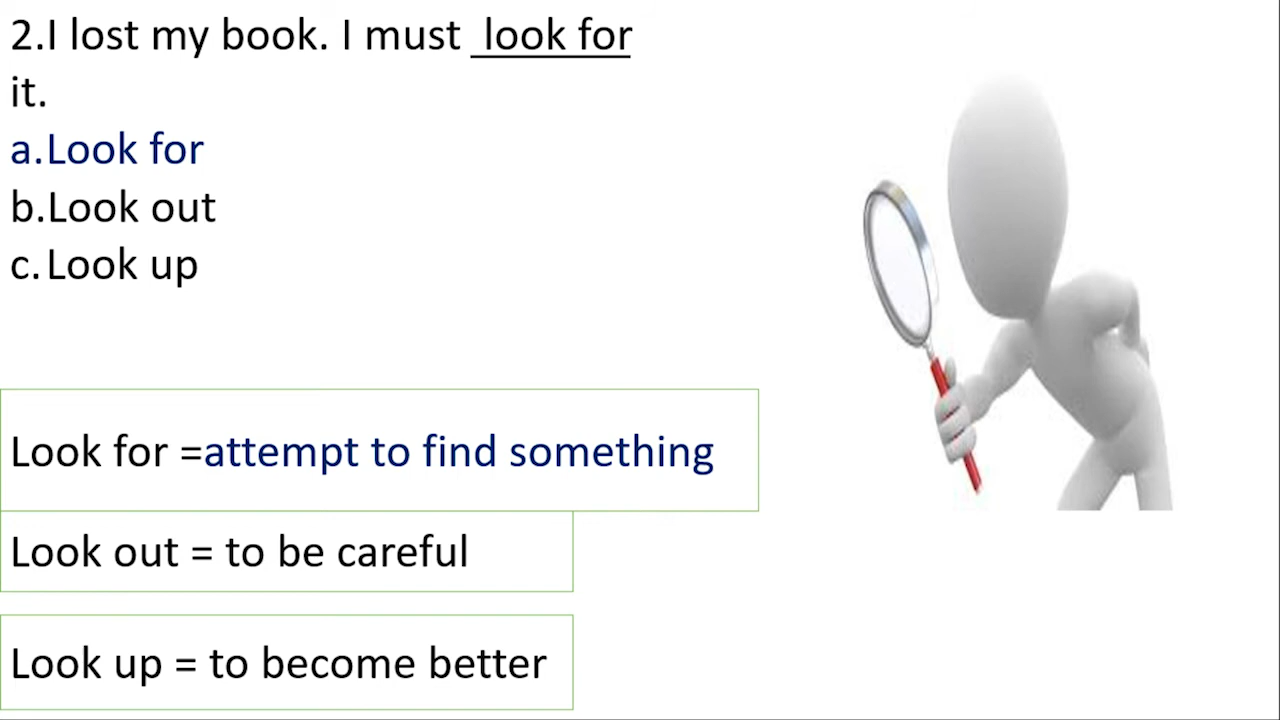 2.I lost my book. I must look for
it.
a.Look for
b.Look out
c.Look up
Look for =attempt to find something
Look out = to be careful
Look up = to become better